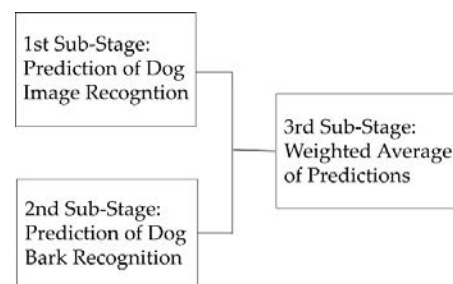 1st Sub-Stage:
Prediction of Dog
Image Recogntion
2nd Sub-Stage:
Prediction of Dog
Bark Recognition
3rd Sub-Stage:
Weighted Average
of Predictions